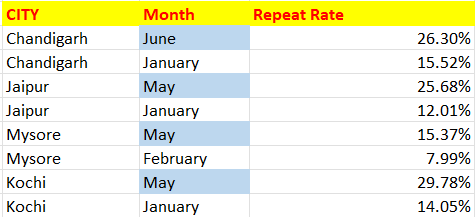 CITY Month Repeat Rate
Chandigarh June 26.30%
Chandigarh January 15.52%
Jaipur May 25.68%
Jaipur January 12.01%
Mysore May 15.37%
Mysore February 7.99%
Kochi May 29.78%
Kochi January 14.05%